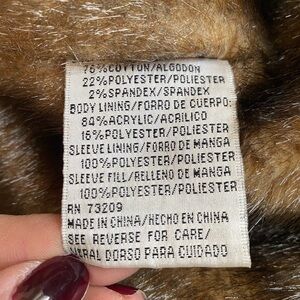 76%COTTON/ALGODON
22%POLYESTER/POLIESTER
2%SPANDEX/SPANDEX
BODY LINING/FORRO DE CUERPO:
84%ACRYLIC/ACRILICO
16%POLYESTER/POLIESTER
SLEEVE LINING/FORRO DE MANGA
100%POLYESTER/POLIESTER
SLEEVE FILL/RELLENO DE MANGA
100%POLYESTER/POLIESTER
RN 73209
MADE IN CHINA/HECHO EN CHINA
SEE REVERSE FOR CARE/
VERAL DORSO PARA CUIDADO